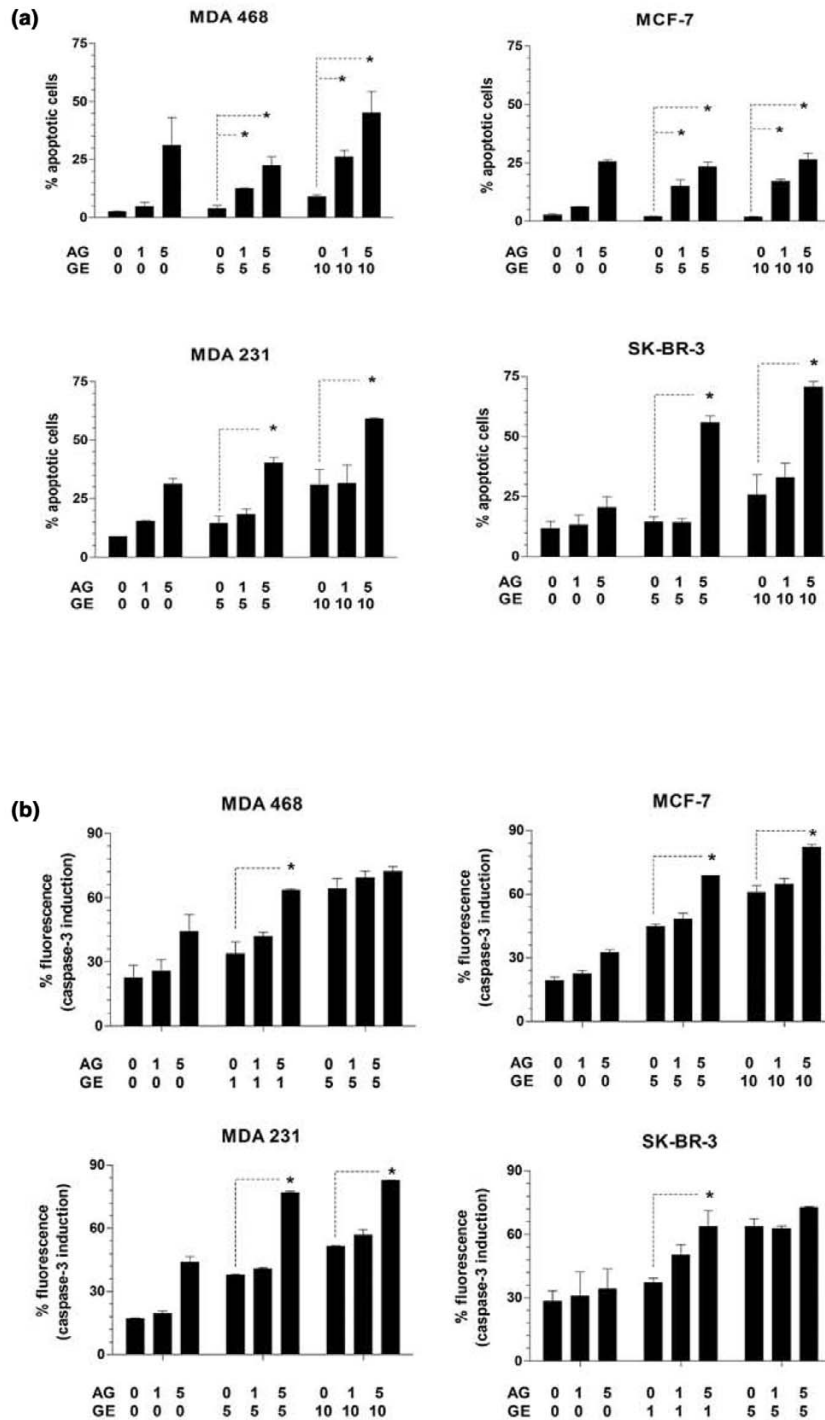 (a)
MDA 468
% apoptotic cells
75
50
25
0
* *
* *
AG 0 1 5 0 1 5 0 1 5
GE 0 0 0 5 5 5 10 10 10
MCF-7
% apoptotic cells
75
50
25
0
* *
* *
AG 0 1 5 0 1 5 0 1 5
GE 0 0 0 5 5 5 10 10 10
MDA 231
% apoptotic cells
75
50
25
0
*
*
AG 0 1 5 0 1 5 0 1 5
GE 0 0 0 5 5 5 10 10 10
SK-BR-3
% apoptotic cells
75
50
25
0
*
*
AG 0 1 5 0 1 5 0 1 5
GE 0 0 0 5 5 5 10 10 10
(b)
MDA 468
% fluorescence
(caspase-3 induction)
90
60
30
0
*
AG 0 1 5 0 1 5 0 1 5
GE 0 0 0 1 1 1 5 5 5
MCF-7
% fluorescence
(caspase-3 induction)
90
60
30
0
*
*
AG 0 1 5 0 1 5 0 1 5
GE 0 0 0 5 5 5 10 10 10
MDA 231
% fluorescence
(caspase-3 induction)
90
60
30
0
*
*
AG 0 1 5 0 1 5 0 1 5
GE 0 0 0 5 5 5 10 10 10
SK-BR-3
% fluorescence
(caspase-3 induction)
90
60
30
0
*
AG 0 1 5 0 1 5 0 1 5
GE 0 0 0 1 1 1 5 5 5